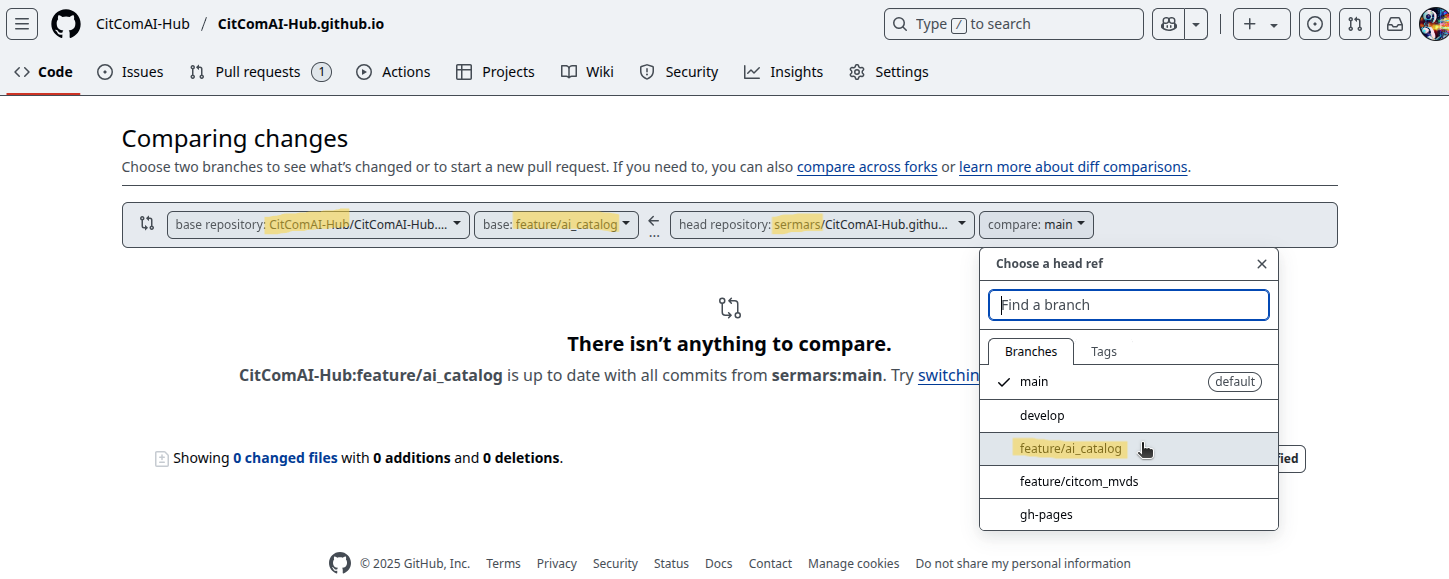 CitComAI-Hub / CitComAI-Hub.github.io
Type / to search
Code Issues Pull requests 1 Actions Projects Wiki Security Insights Settings
Comparing changes
Choose two branches to see what's changed or to start a new pull request. If you need to, you can also compare across forks or learn more about diff comparisons.
base repository: CitComAI-Hub/CitComAI-Hub.... base: feature/ai_catalog ← ... head repository: sermars/CitComAI-Hub.githu... compare: main
Choose a head ref
Find a branch
Branches Tags
main default
develop
feature/ai_catalog
feature/citcom_mvds
gh-pages
There isn't anything to compare.
CitComAI-Hub:feature/ai_catalog is up to date with all commits from sermars:main. Try switchin
Showing 0 changed files with 0 additions and 0 deletions.
fied
© 2025 GitHub, Inc. Terms Privacy Security Status Docs Contact Manage cookies Do not share my personal information